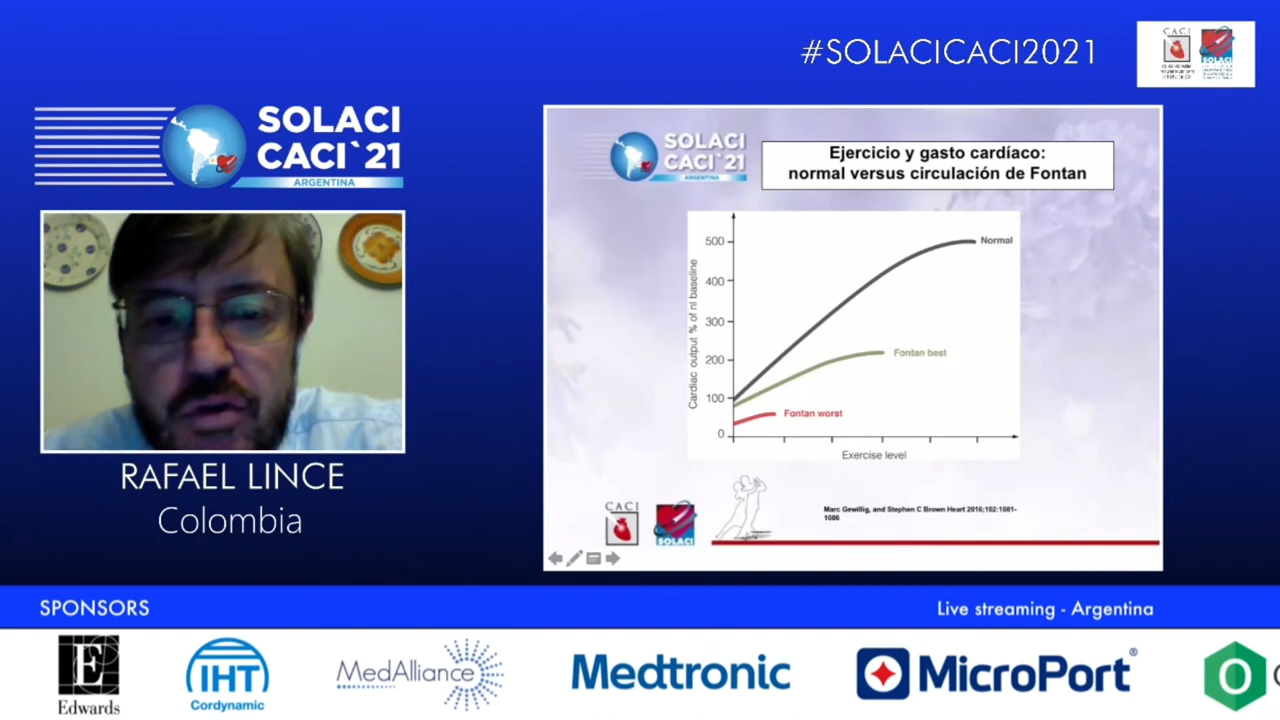 #SOLACICACI2021
CACI
SOLACI
SOLACI
CACI`21
ARGENTINA
RAFAEL LINCE
Colombia
SOLACI
CACI`21
ARGENTINA
Ejercicio y gasto cardíaco:
normal versus circulación de Fontan
Cardiac output % of nl baseline
500
400
300
200
100
0
Normal
Fontan best
Fontan worst
Exercise level
CACI
SOLACI
Marc Gewillig, and Stephen C Brown Heart 2016;102:1081-
1086
SPONSORS
Live streaming - Argentina
Edwards
IHT
Cordynamic
MedAlliance
Medtronic
MicroPort®